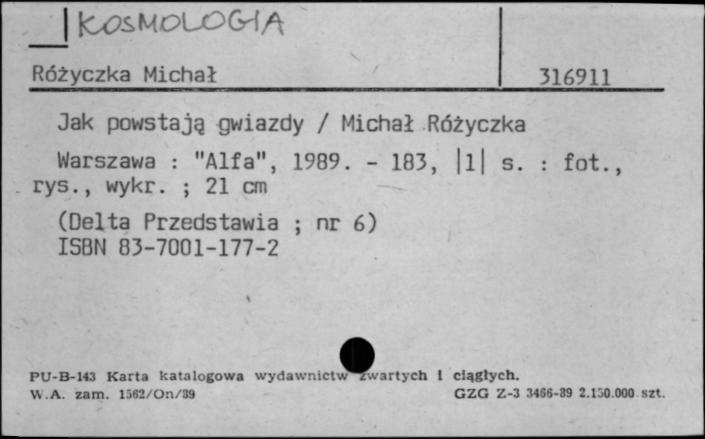 KOSMOLOGIA
Różyczka Michał 316911
Jak powstają gwiazdy / Michał Różyczka
Warszawa : "Alfa", 1989. - 183, |1| s. : fot.,
rys., wykr. ; 21 cm
(Delta Przedstawia ; nr 6)
ISBN 83-7001-177-2
PU-B-143 Karta katalogowa wydawnictw zwartych i ciągłych.
W.A. zam. 1562/On/89 GZG Z-3 3466-89 2.150.000 szt.